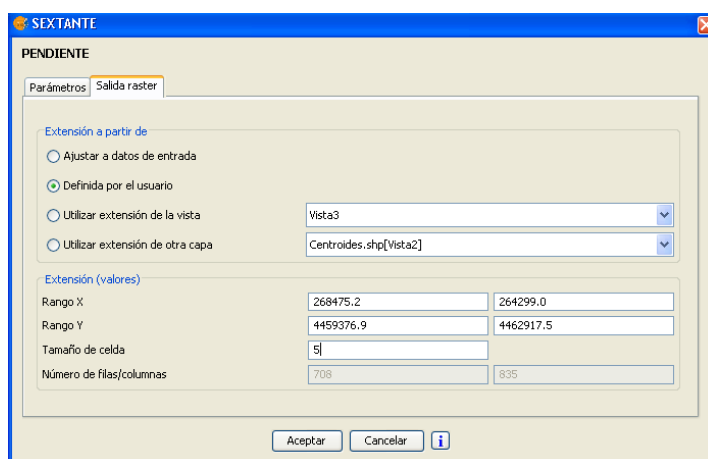 SEXTANTE
PENDIENTE
Parámetros Salida raster
Extensión a partir de
Ajustar a datos de entrada
Definida por el usuario
Utilizar extensión de la vista Vista3
Utilizar extensión de otra capa Centroides.shp[Vista2]
Extensión (valores)
Rango X 268475.2 264299.0
Rango Y 4459376.9 4462917.5
Tamaño de celda 5
Número de filas/columnas 708 835
Aceptar Cancelar i